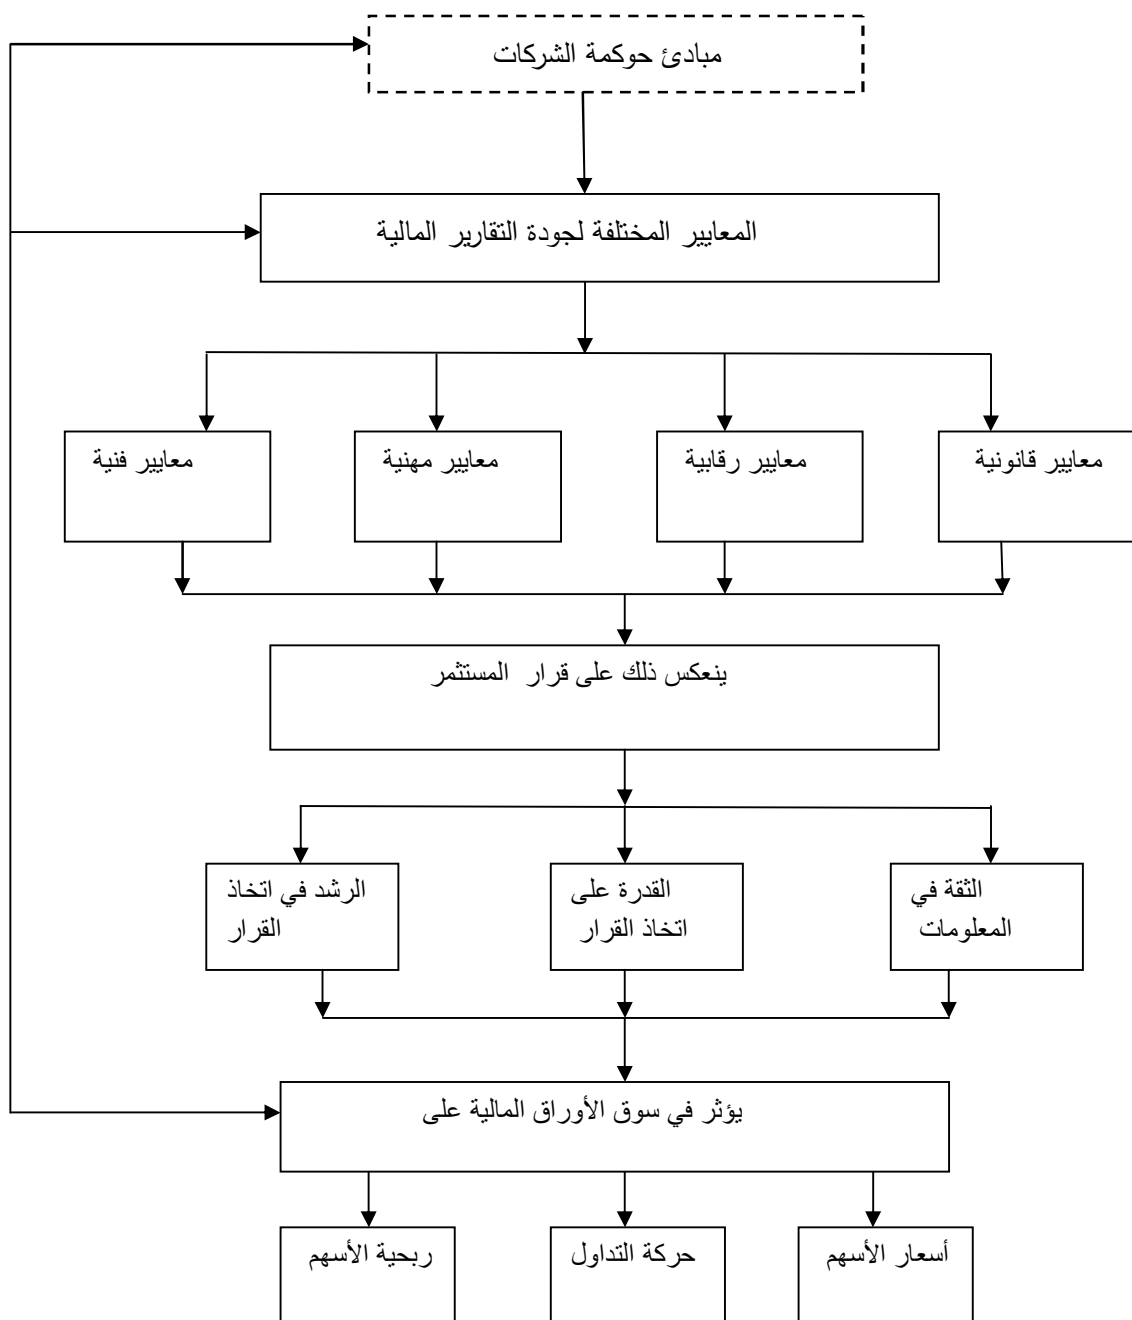 مبادئ حوكمة الشركات
المعايير المختلفة لجودة التقارير المالية
معايير قانونية
معايير رقابية
معايير مهنية
معايير فنية
ينعكس ذلك على قرار المستثمر
الثقة في
المعلومات
القدرة على
اتخاذ القرار
الرشد في اتخاذ
القرار
يؤثر في سوق الأوراق المالية على
أسعار الأسهم
حركة التداول
ربحية الأسهم